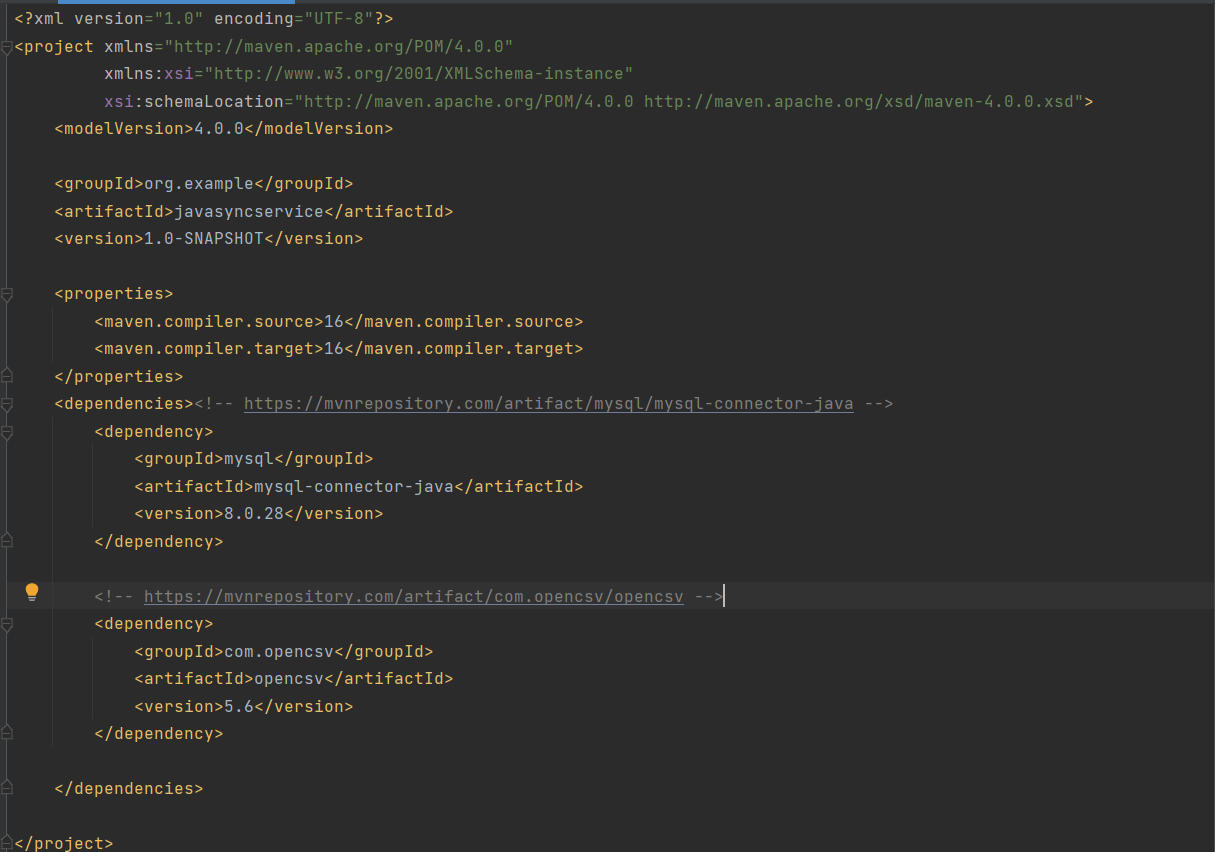 <?xml version="1.0" encoding="UTF-8"?>
<project xmlns="http://maven.apache.org/POM/4.0.0"
         xmlns:xsi="http://www.w3.org/2001/XMLSchema-instance"
         xsi:schemaLocation="http://maven.apache.org/POM/4.0.0 http://maven.apache.org/xsd/maven-4.0.0.xsd">
    <modelVersion>4.0.0</modelVersion>

    <groupId>org.example</groupId>
    <artifactId>javasyncservice</artifactId>
    <version>1.0-SNAPSHOT</version>

    <properties>
        <maven.compiler.source>16</maven.compiler.source>
        <maven.compiler.target>16</maven.compiler.target>
    </properties>
    <dependencies><!-- https://mvnrepository.com/artifact/mysql/mysql-connector-java -->
        <dependency>
            <groupId>mysql</groupId>
            <artifactId>mysql-connector-java</artifactId>
            <version>8.0.28</version>
        </dependency>

        <!-- https://mvnrepository.com/artifact/com.opencsv/opencsv -->
        <dependency>
            <groupId>com.opencsv</groupId>
            <artifactId>opencsv</artifactId>
            <version>5.6</version>
        </dependency>

    </dependencies>

</project>